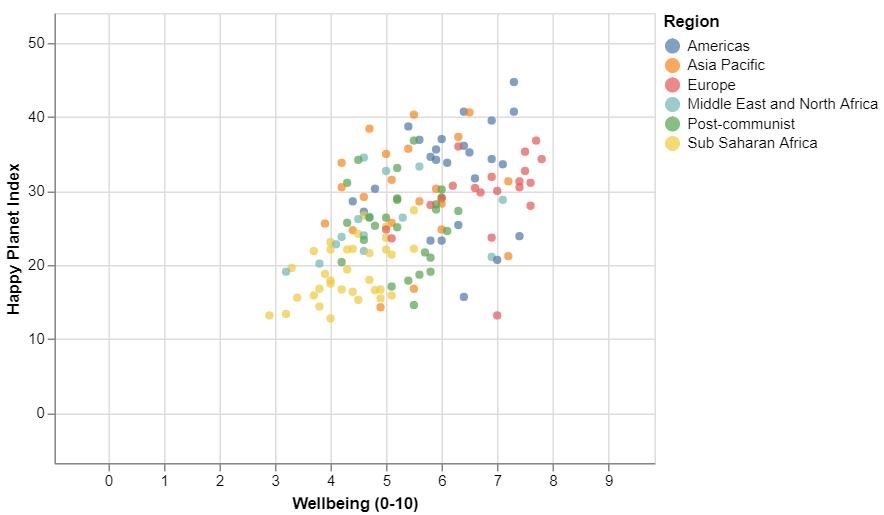 Region
Americas
Asia Pacific
Europe
Middle East and North Africa
Post-communist
Sub Saharan Africa
Happy Planet Index
50
40
30
20
10
0
0 1 2 3 4 5 6 7 8 9
Wellbeing (0-10)